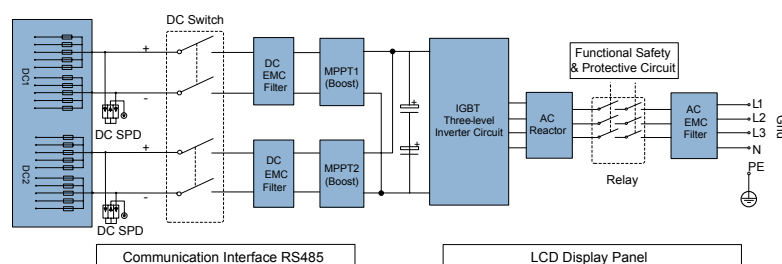 DC Switch
DC1
DC2
+
-
+
-
DC SPD
DC SPD
DC
EMC
Filter
MPPT1
(Boost)
DC
EMC
Filter
MPPT2
(Boost)
+
+
IGBT
Three-level
Inverter Circuit
AC
Reactor
Functional Safety
& Protective Circuit
Relay
AC
EMC
Filter
L1
L2
L3
N
PE
Grid
Communication Interface RS485
LCD Display Panel